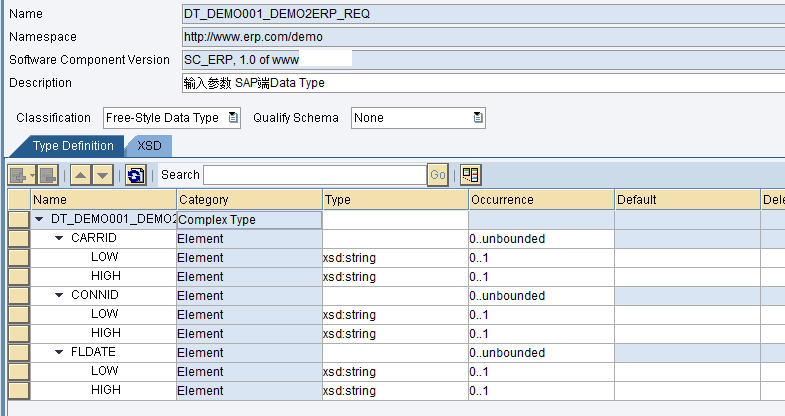 Name DT_DEMO001_DEMO2ERP_REQ
Namespace http://www.erp.com/demo
Software Component Version SC_ERP, 1.0 of www
Description 输入参数 SAP端Data Type
Classification Free-Style Data Type Qualify Schema None
Type Definition XSD
Search Go
Name Category Type Occurrence Default Dele
DT_DEMO001_DEMO2 Complex Type
CARRID Element 0..unbounded
LOW Element xsd:string 0..1
HIGH Element xsd:string 0..1
CONNID Element 0..unbounded
LOW Element xsd:string 0..1
HIGH Element xsd:string 0..1
FLDATE Element 0..unbounded
LOW Element xsd:string 0..1
HIGH Element xsd:string 0..1